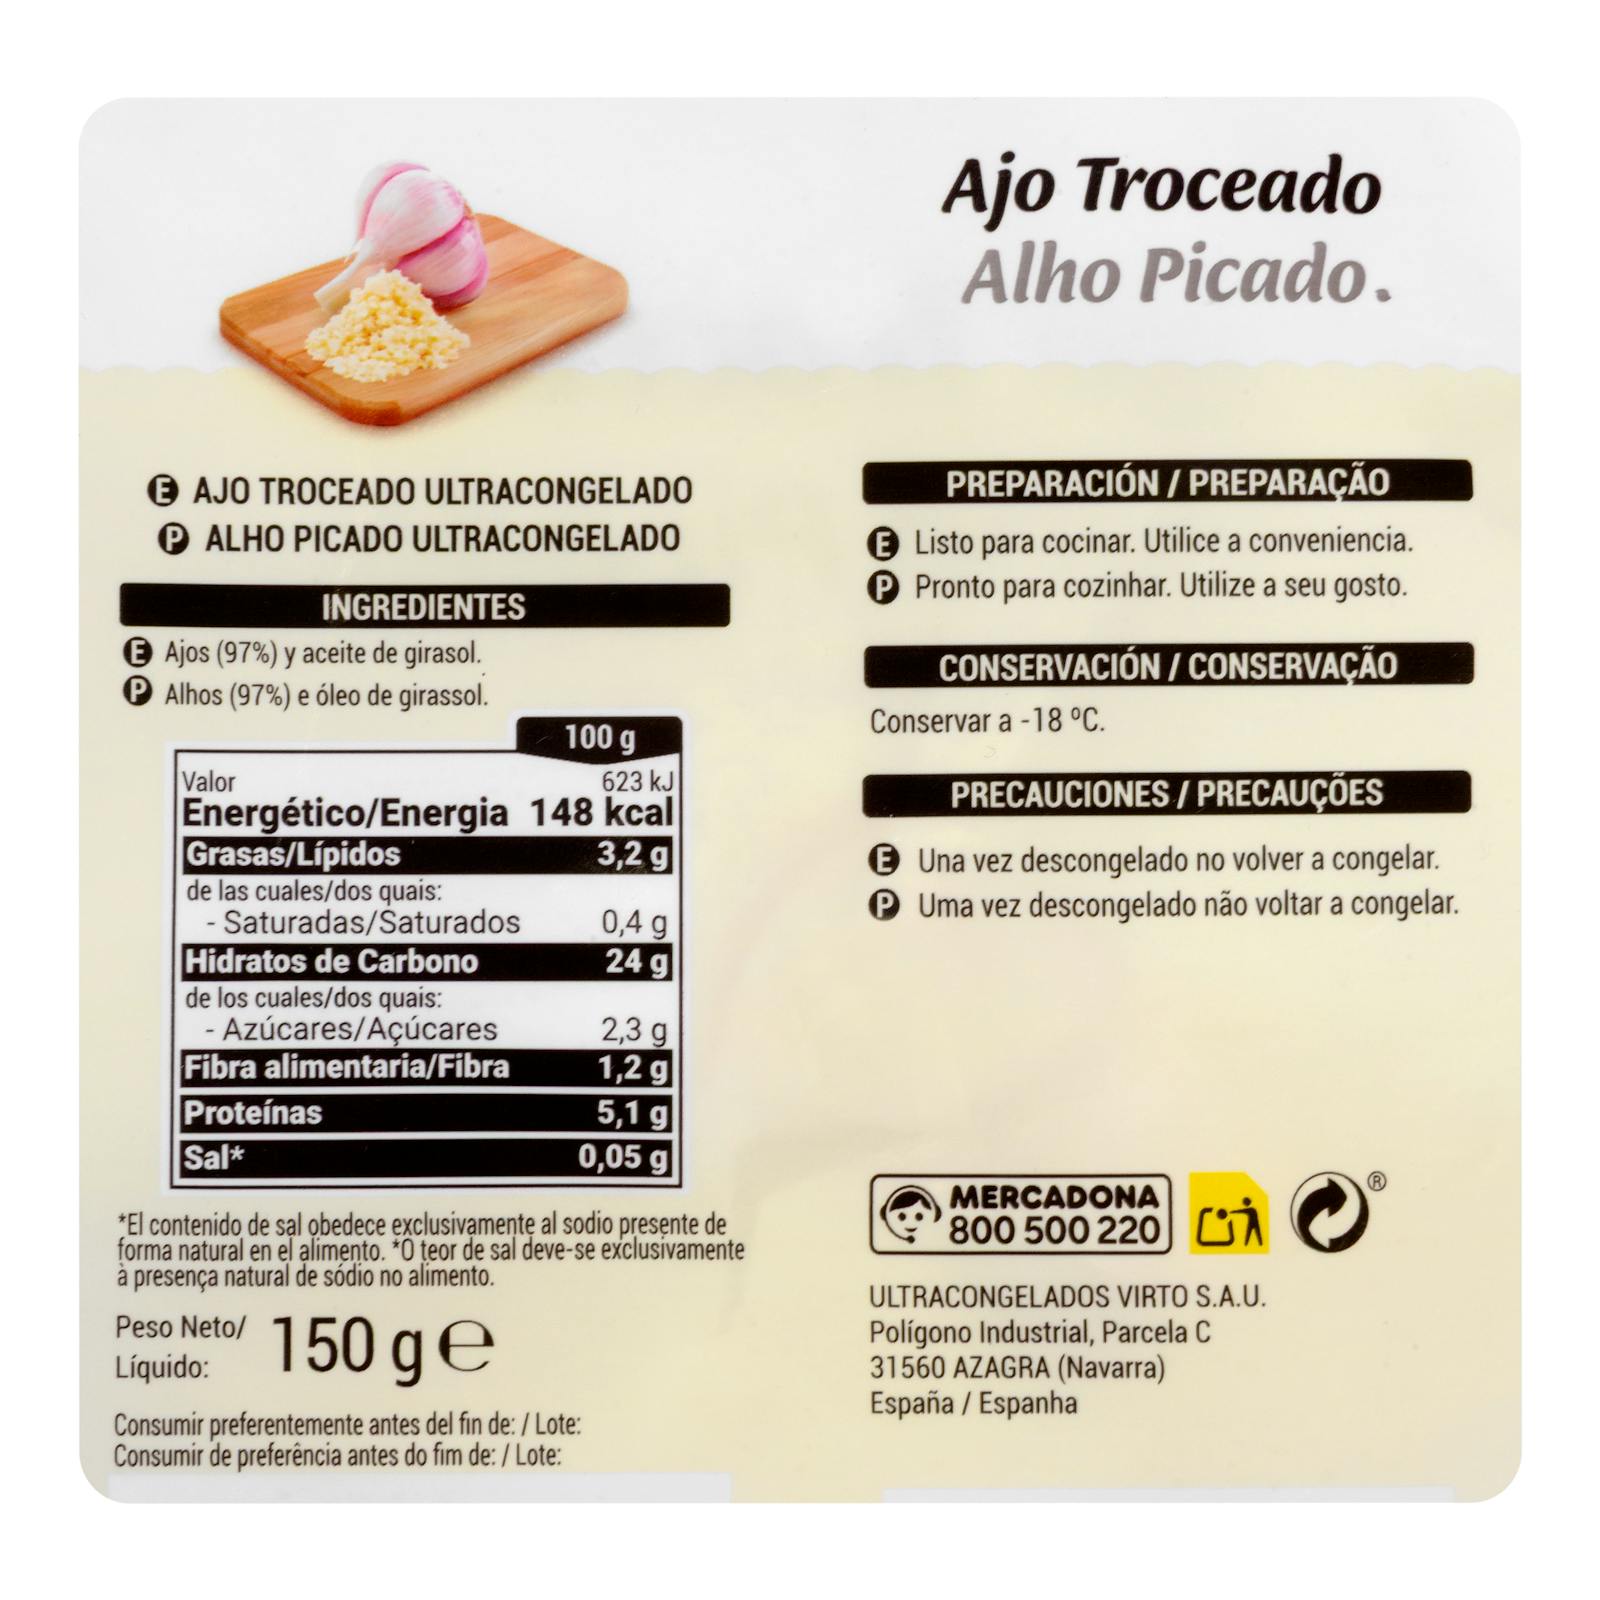 Ajo Troceado
Alho Picado.
E AJO TROCEADO ULTRACONGELADO
P ALHO PICADO ULTRACONGELADO
INGREDIENTES
E Ajos (97%) y aceite de girasol.
P Alhos (97%) e óleo de girassol.
100 g
Valor 623 kJ
Energético/Energia 148 kcal
Grasas/Lípidos 3,2 g
de las cuales/dos quais:
- Saturadas/Saturados 0,4 g
Hidratos de Carbono 24 g
de los cuales/dos quais:
- Azúcares/Açúcares 2,3 g
Fibra alimentaria/Fibra 1,2 g
Proteínas 5,1 g
Sal* 0,05 g
*El contenido de sal obedece exclusivamente al sodio presente de
forma natural en el alimento. *O teor de sal deve-se exclusivamente
à presença natural de sódio no alimento.
Peso Neto/
Líquido: 150 g e
Consumir preferentemente antes del fin de: / Lote:
Consumir de preferência antes do fim de: / Lote:
PREPARACIÓN / PREPARAÇÃO
E Listo para cocinar. Utilice a conveniencia.
P Pronto para cozinhar. Utilize a seu gosto.
CONSERVACIÓN / CONSERVAÇÃO
Conservar a -18 ºC.
PRECAUCIONES / PRECAUÇÕES
E Una vez descongelado no volver a congelar.
P Uma vez descongelado não voltar a congelar.
MERCADONA
800 500 220
®
ULTRACONGELADOS VIRTO S.A.U.
Polígono Industrial, Parcela C
31560 AZAGRA (Navarra)
España / Espanha